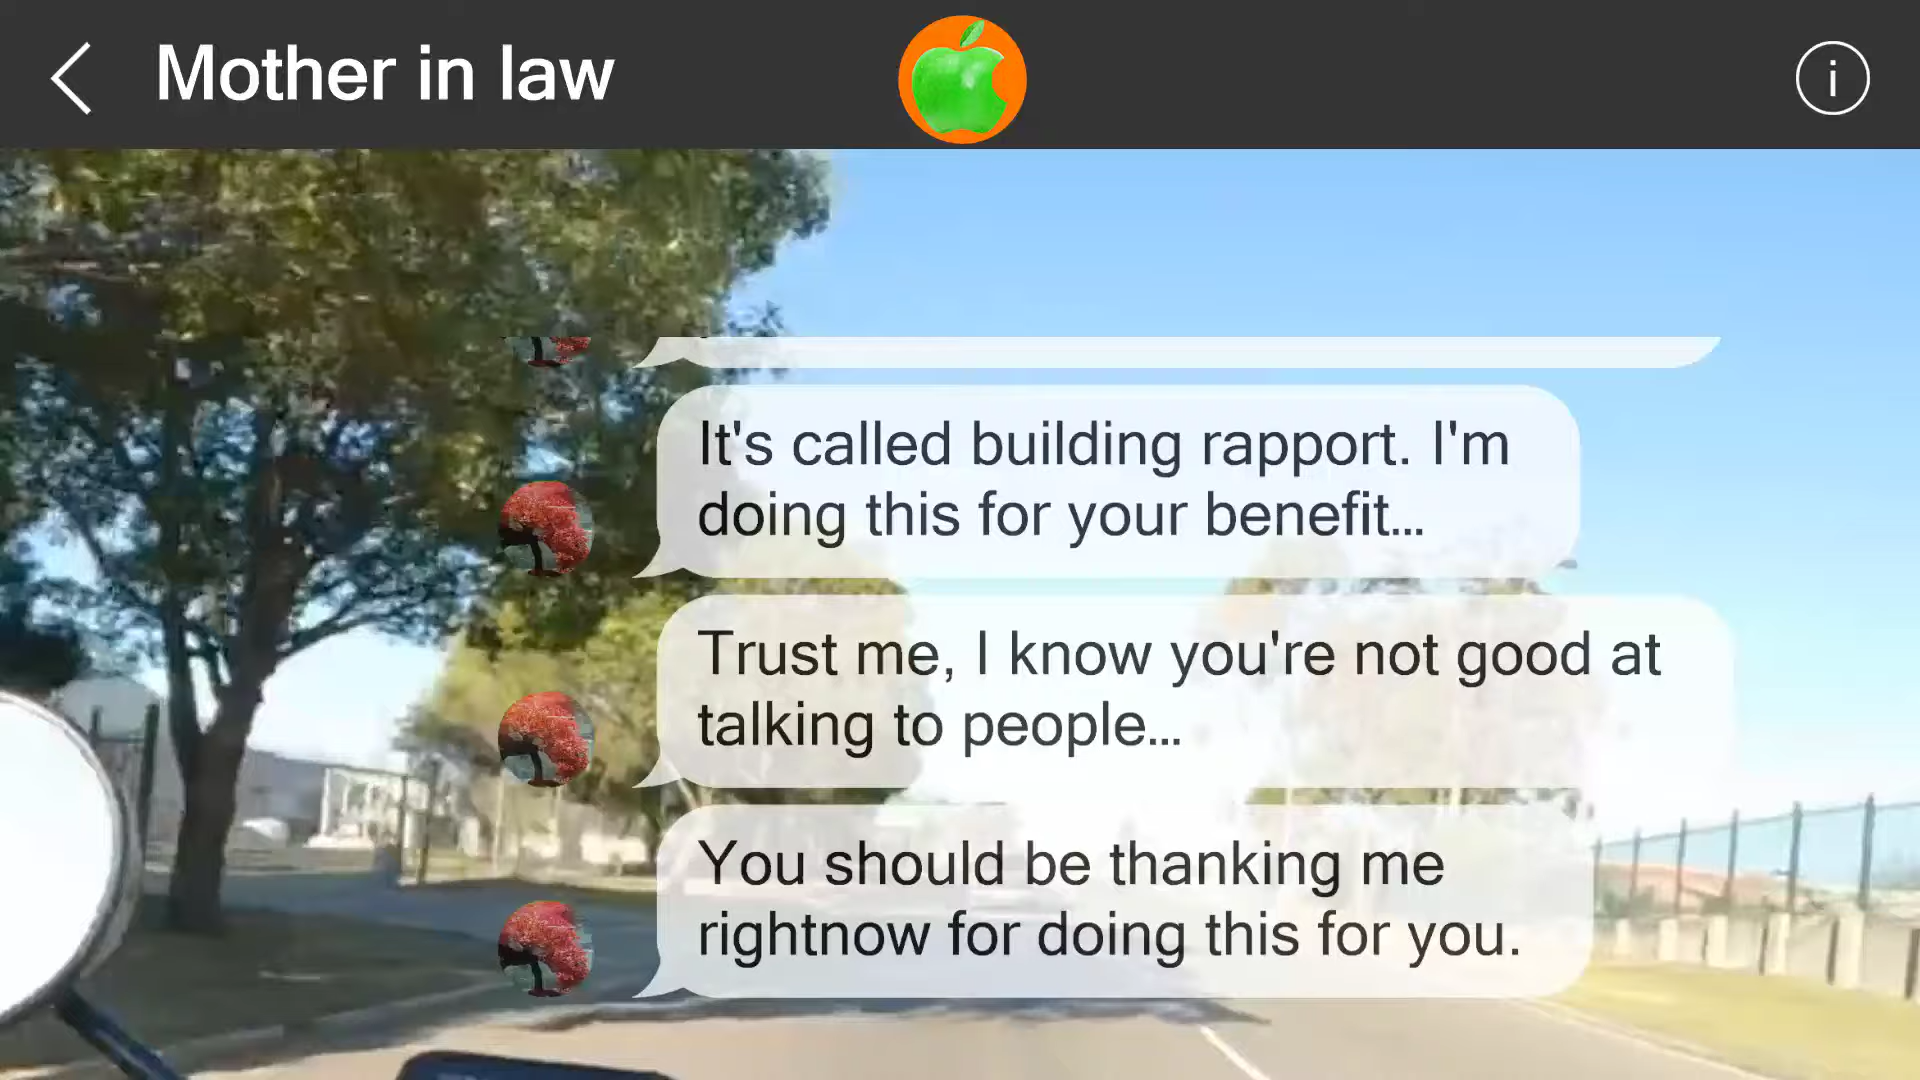 Mother in law
It's called building rapport. I'm
doing this for your benefit...
Trust me, I know you're not good at
talking to people...
You should be thanking me
rightnow for doing this for you.